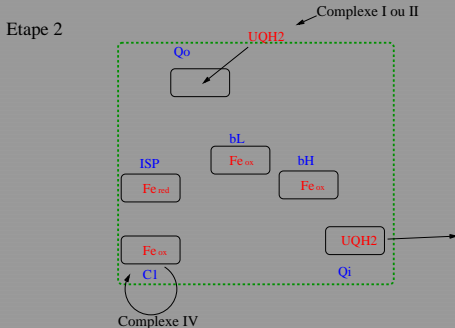 Complexe I ou II
Etape 2
UQH2
Qo
bL
Fe ox
bH
Fe ox
ISP
Fe red
Fe ox
C1
UQH2
Qi
Complexe IV